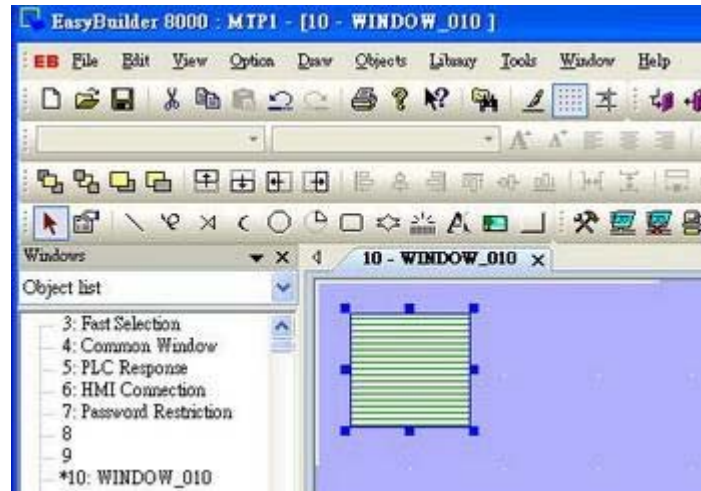 EasyBuilder 8000 : MTP1 - [10 - WINDOW_010 ]
EB File Edit View Option Draw Objects Library Tools Window Help
Windows
10 - WINDOW_010
Object list
3: Fast Selection
4: Common Window
5: PLC Response
6: HMI Connection
7: Password Restriction
8
9
*10: WINDOW_010